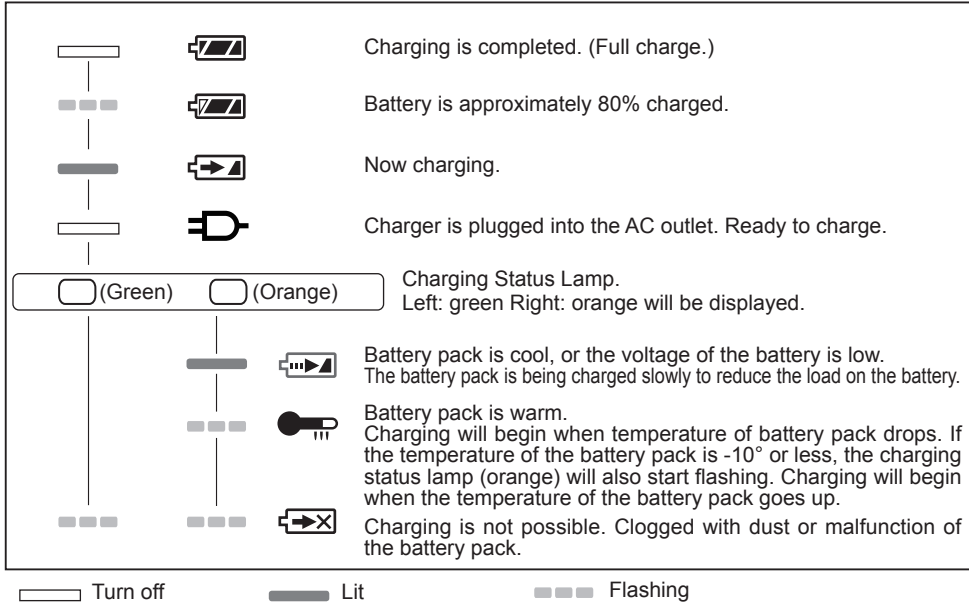 Charging is completed. (Full charge.)
Battery is approximately 80% charged.
Now charging.
Charger is plugged into the AC outlet. Ready to charge.
(Green) (Orange)
Charging Status Lamp.
Left: green Right: orange will be displayed.
Battery pack is cool, or the voltage of the battery is low.
The battery pack is being charged slowly to reduce the load on the battery.
Battery pack is warm.
Charging will begin when temperature of battery pack drops. If
the temperature of the battery pack is -10° or less, the charging
status lamp (orange) will also start flashing. Charging will begin
when the temperature of the battery pack goes up.
Charging is not possible. Clogged with dust or malfunction of
the battery pack.
Turn off Lit Flashing